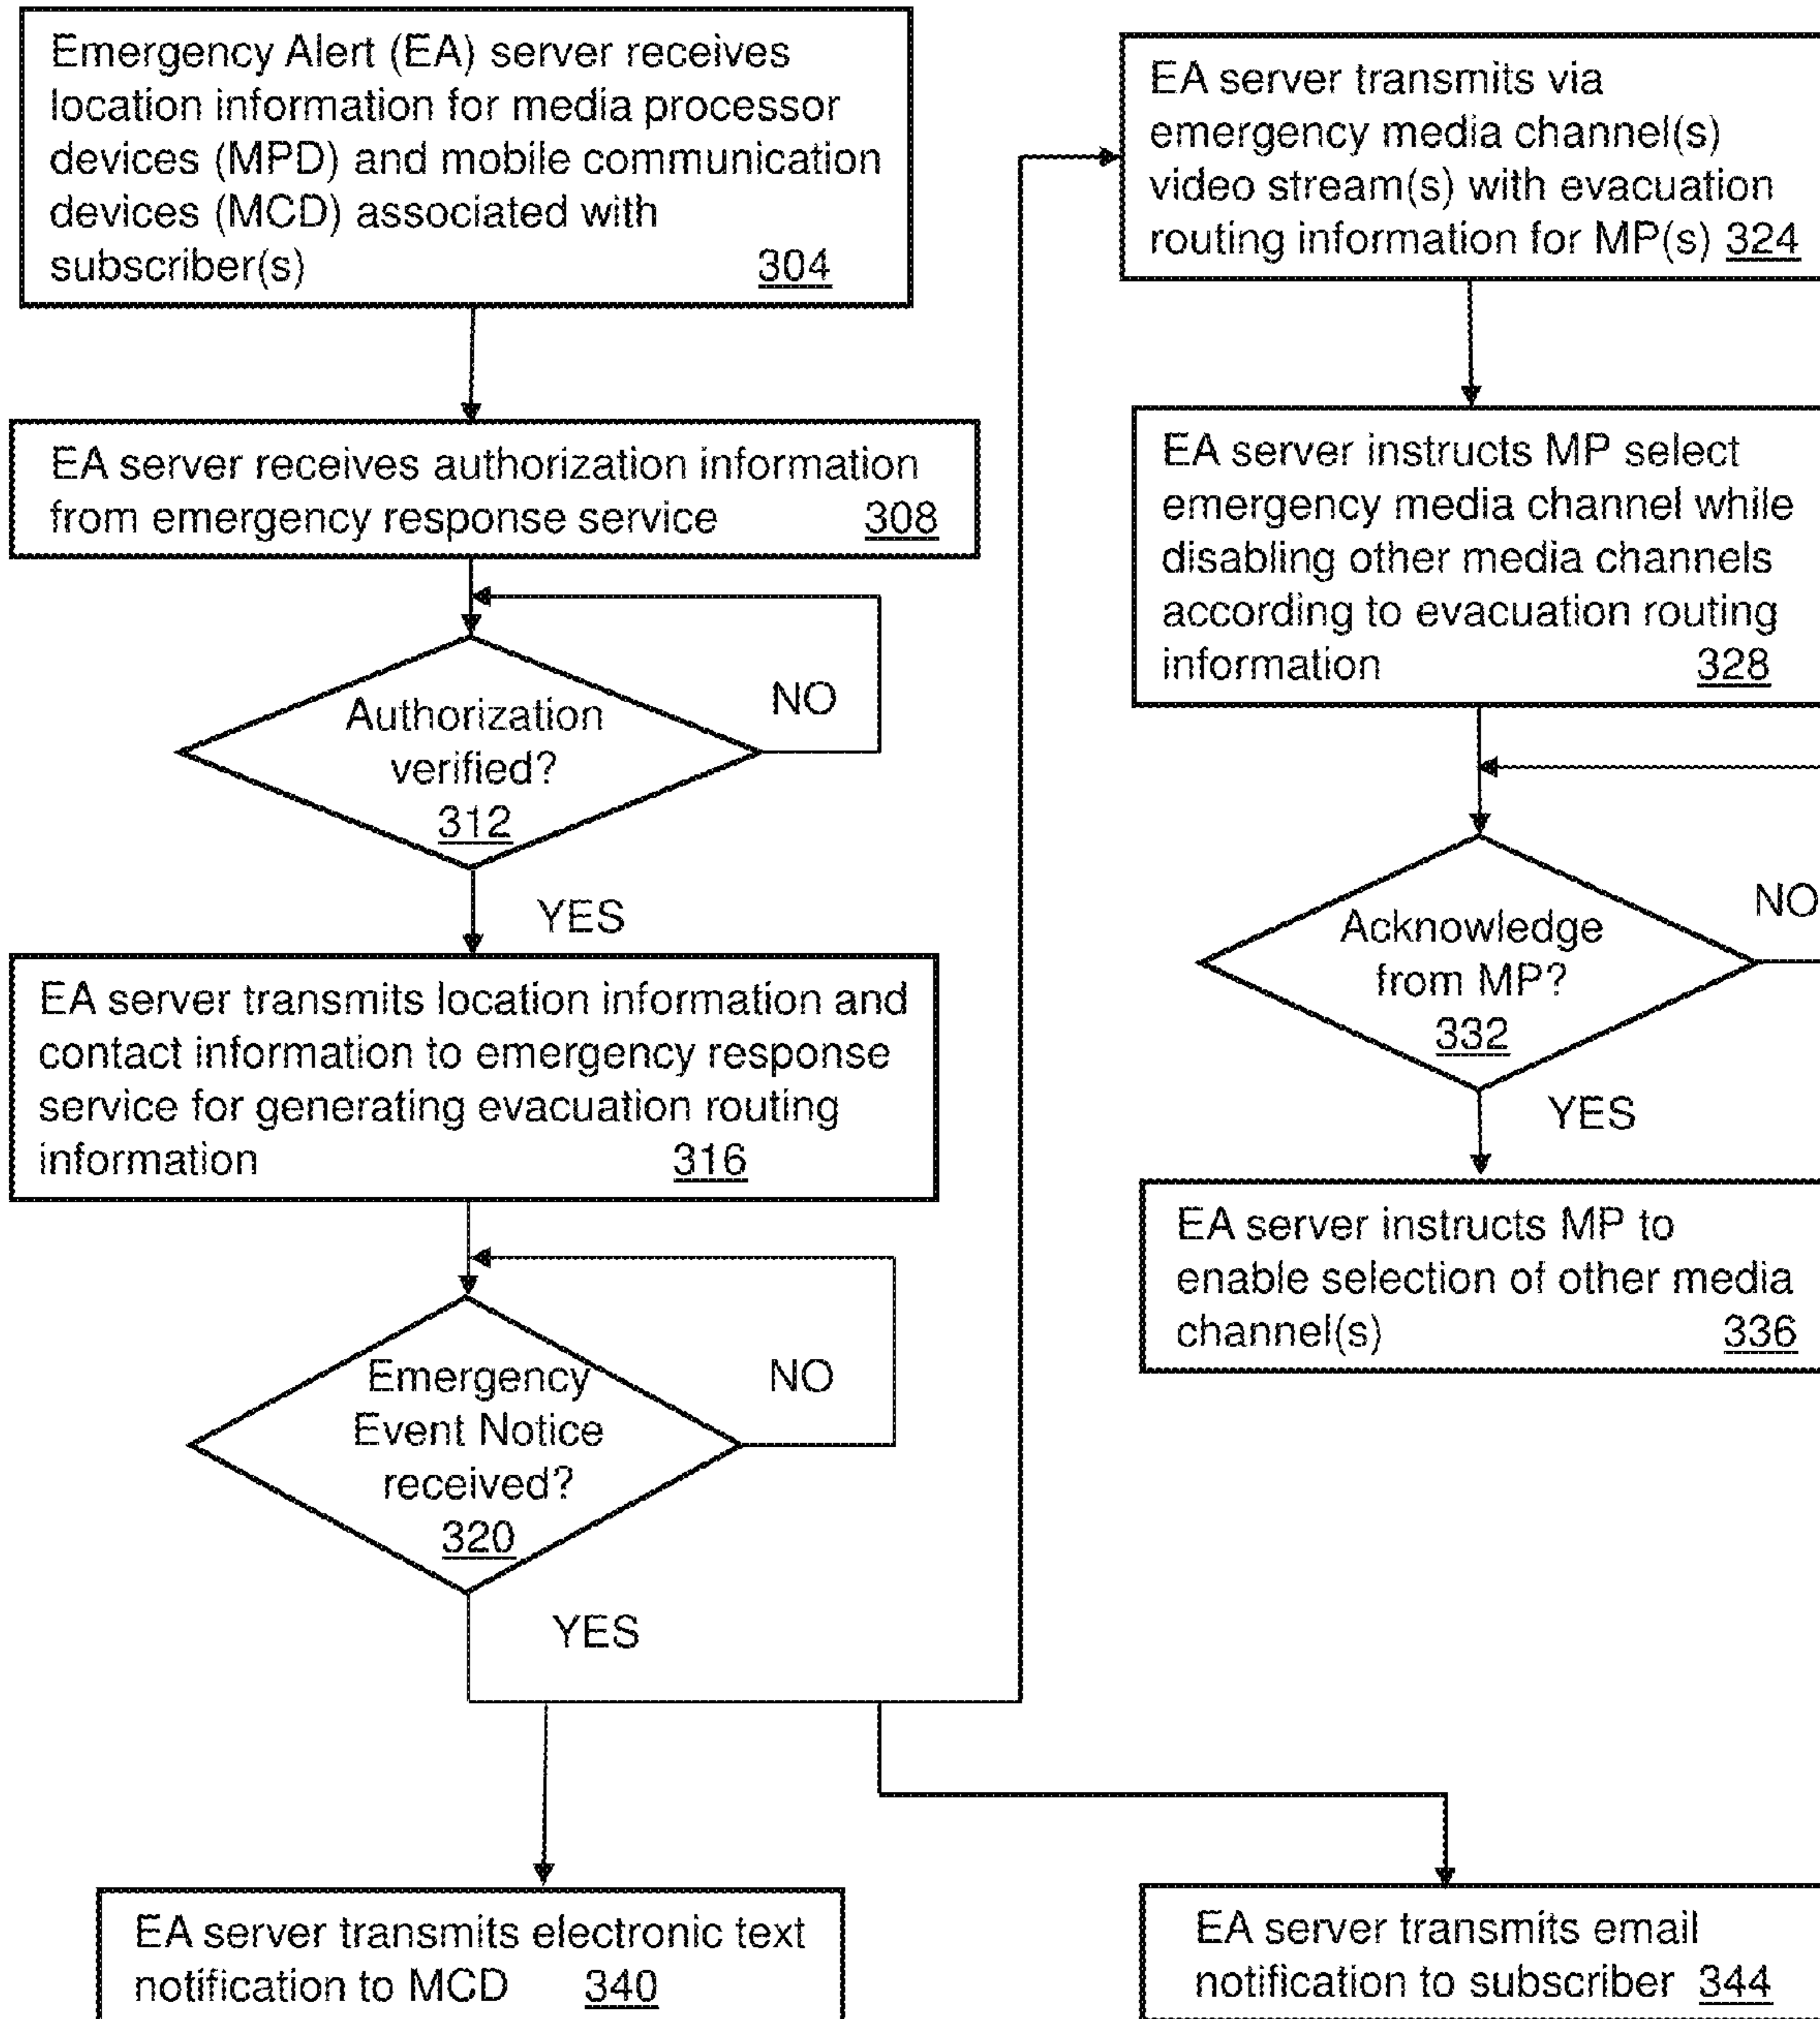 Emergency Alert (EA) server receives
location information for media processor
devices (MPD) and mobile communication
devices (MCD) associated with
subscriber(s) 304
EA server receives authorization information
from emergency response service 308
Authorization
verified?
312
NO
YES
EA server transmits location information and
contact information to emergency response
service for generating evacuation routing
information 316
Emergency
Event Notice
received?
320
NO
YES
EA server transmits via
emergency media channel(s)
video stream(s) with evacuation
routing information for MP(s) 324
EA server instructs MP select
emergency media channel while
disabling other media channels
according to evacuation routing
information 328
Acknowledge
from MP?
332
NO
YES
EA server instructs MP to
enable selection of other media
channel(s) 336
EA server transmits electronic text
notification to MCD 340
EA server transmits email
notification to subscriber 344